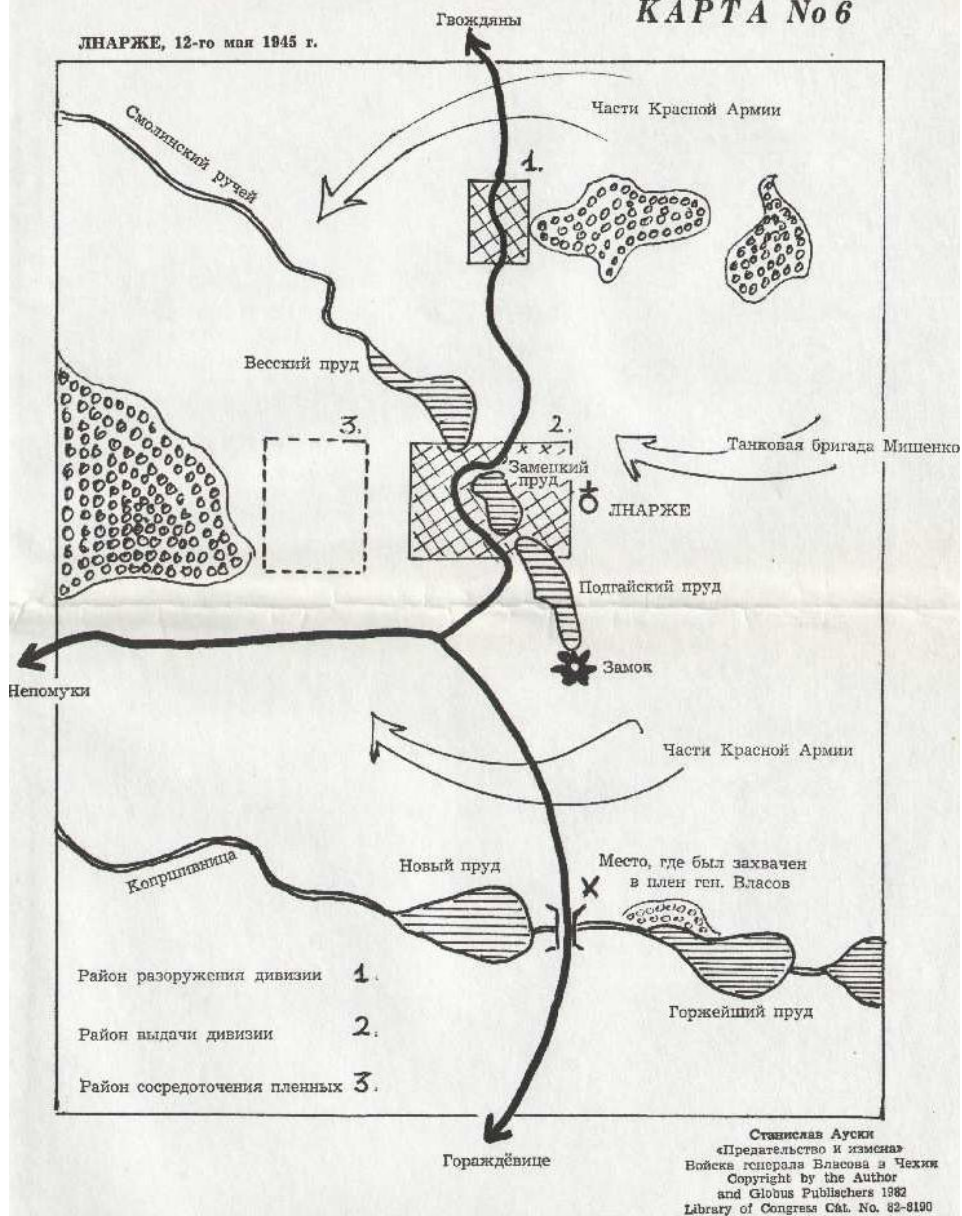 КАРТА No 6
Гвождяны
ЛНАРЖЕ, 12-го мая 1945 г.
Части Красной Армии
Смолинский ручей
1.
Весский пруд
3.
2.
х х х
Танковая бригада Мишенко
Замецкий
пруд
ЛНАРЖЕ
Подгайский пруд
Замок
Непомуки
Части Красной Армии
Копршивница
Новый пруд
Место, где был захвачен
в плен ген. Власов
X
Район разоружения дивизии 1.
Горжейший пруд
Район выдачи дивизии 2.
Район сосредоточения пленных 3.
Гораждёвице
Станислав Ауски
«Предательство и измена»
Войска генерала Власова в Чехии
Copyright by the Author
and Globus Publischers 1982
Library of Congress Cat. No. 82-8190